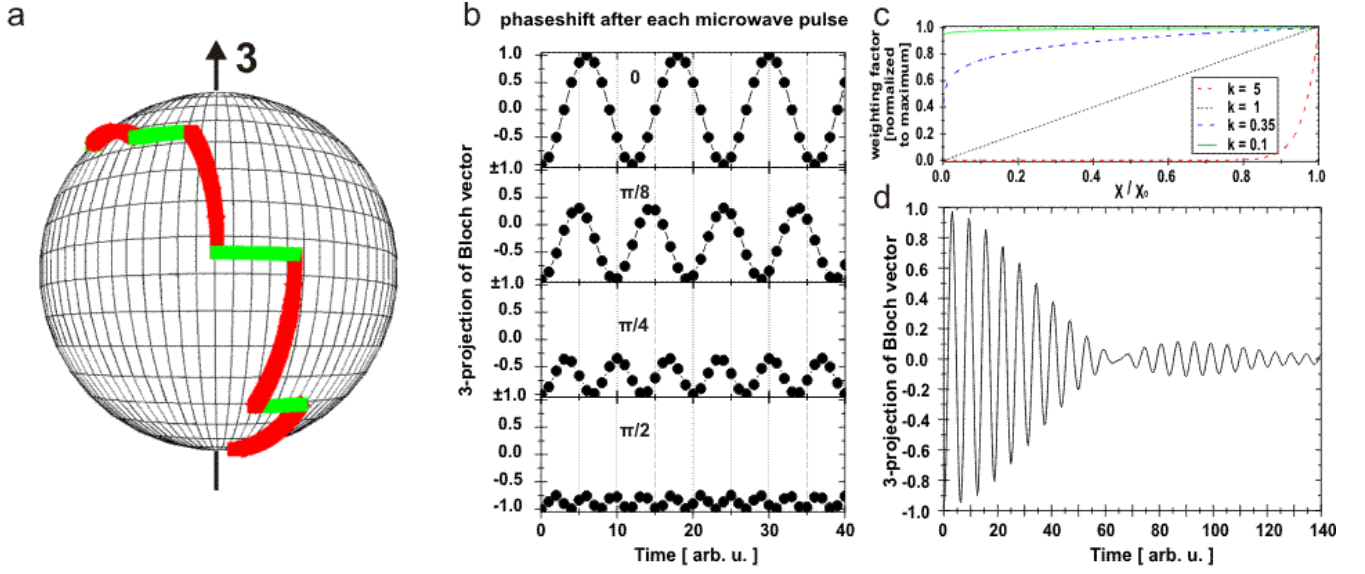 a
3
b
phaseshift after each microwave pulse
3-projection of Bloch vector
1.0
0.5
0.0
-0.5
±1.0
0
0.5
0.0
-0.5
±1.0
π/8
0.5
0.0
-0.5
±1.0
π/4
0.5
0.0
-0.5
-1.0
π/2
0 10 20 30 40
Time [ arb. u. ]
c
weighting factor
[normalized
to maximum]
1.0
0.8
0.6
0.4
0.2
0.0
k = 5
k = 1
k = 0.35
k = 0.1
0.0 0.2 0.4 0.6 0.8 1.0
χ / χ₀
d
3-projection of Bloch vector
1.0
0.8
0.6
0.4
0.2
0.0
-0.2
-0.4
-0.6
-0.8
-1.0
0 20 40 60 80 100 120 140
Time [ arb. u. ]